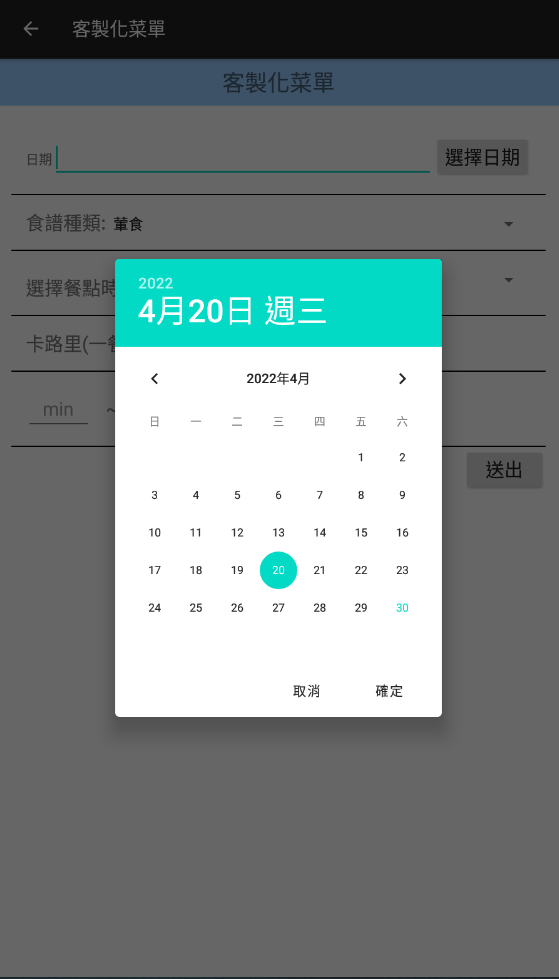 客製化菜單
客製化菜單
日期 選擇日期
食譜種類: 葷食
選擇餐點時
卡路里(一餐
min ~
送出
2022
4月20日 週三
2022年4月
日 一 二 三 四 五 六
1 2
3 4 5 6 7 8 9
10 11 12 13 14 15 16
17 18 19 20 21 22 23
24 25 26 27 28 29 30
取消 確定